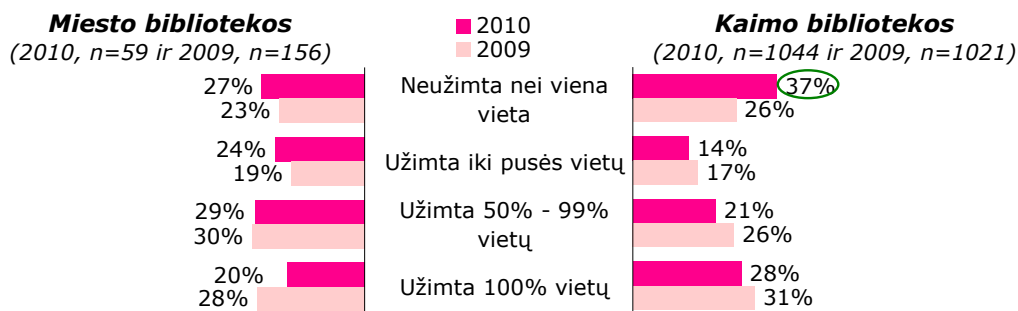 Miesto bibliotekos
(2010, n=59 ir 2009, n=156)
2010
2009
Kaimo bibliotekos
(2010, n=1044 ir 2009, n=1021)
27%
23%
Neužimta nei viena
vieta
37%
26%
24%
19%
Užimta iki pusės vietų
14%
17%
29%
30%
Užimta 50% - 99%
vietų
21%
26%
20%
28%
Užimta 100% vietų
28%
31%